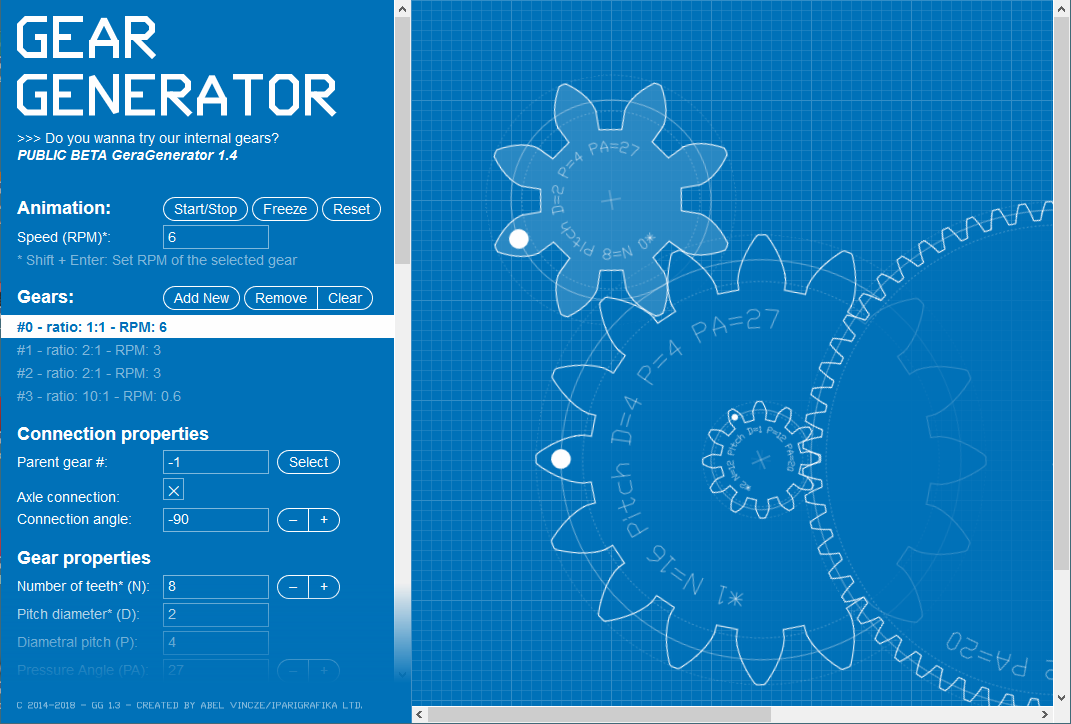 GEAR
GENERATOR
>>> Do you wanna try our internal gears?
PUBLIC BETA GeraGenerator 1.4
Animation: Start/Stop Freeze Reset
Speed (RPM)*: 6
* Shift + Enter: Set RPM of the selected gear
Gears: Add New Remove Clear
#0 - ratio: 1:1 - RPM: 6
#1 - ratio: 2:1 - RPM: 3
#2 - ratio: 2:1 - RPM: 3
#3 - ratio: 10:1 - RPM: 0.6
Connection properties
Parent gear #: -1 Select
Axle connection:
Connection angle: -90 – +
Gear properties
Number of teeth* (N): 8 – +
Pitch diameter* (D): 2
Diametral pitch (P): 4
Pressure Angle (PA): 27 – +
C 2014-2018 - GG 1.3 - CREATED BY ABEL VINCZE/IPARIGRAFIKA LTD.
*0 N=8 Pitch D=2 P=4 PA=27
*1 N=16 Pitch D=4 P=4 PA=27
*2 N=12 Pitch D=1 P=12 PA=20
PA=20